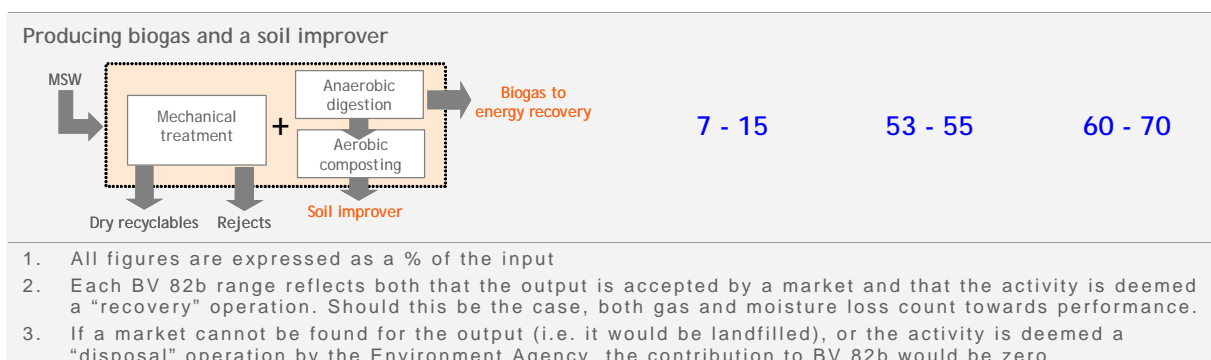 Producing biogas and a soil improver
MSW
Mechanical
treatment
+
Anaerobic
digestion
Aerobic
composting
Biogas to
energy recovery
Dry recyclables
Rejects
Soil improver
7 - 15
53 - 55
60 - 70
1. All figures are expressed as a % of the input
2. Each BV 82b range reflects both that the output is accepted by a market and that the activity is deemed
a “recovery” operation. Should this be the case, both gas and moisture loss count towards performance.
3. If a market cannot be found for the output (i.e. it would be landfilled), or the activity is deemed a
“disposal” operation by the Environment Agency, the contribution to BV 82b would be zero